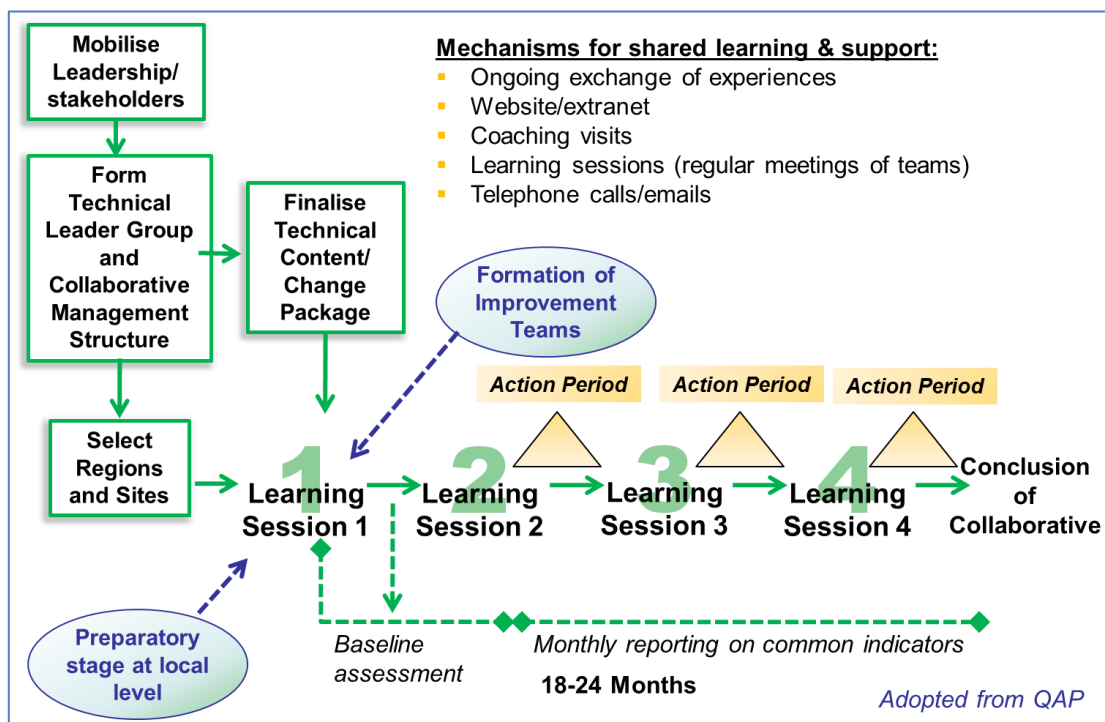 Mobilise
Leadership/
stakeholders
Mechanisms for shared learning & support:
Ongoing exchange of experiences
Website/extranet
Coaching visits
Learning sessions (regular meetings of teams)
Telephone calls/emails
Form
Technical
Leader Group
and
Collaborative
Management
Structure
Finalise
Technical
Content/
Change
Package
Formation of
Improvement
Teams
Action Period
Action Period
Action Period
Select
Regions
and Sites
1
Learning
Session 1
2
Learning
Session 2
3
Learning
Session 3
4
Learning
Session 4
Conclusion
of
Collaborative
Preparatory
stage at local
level
Baseline
assessment
Monthly reporting on common indicators
18-24 Months
Adopted from QAP